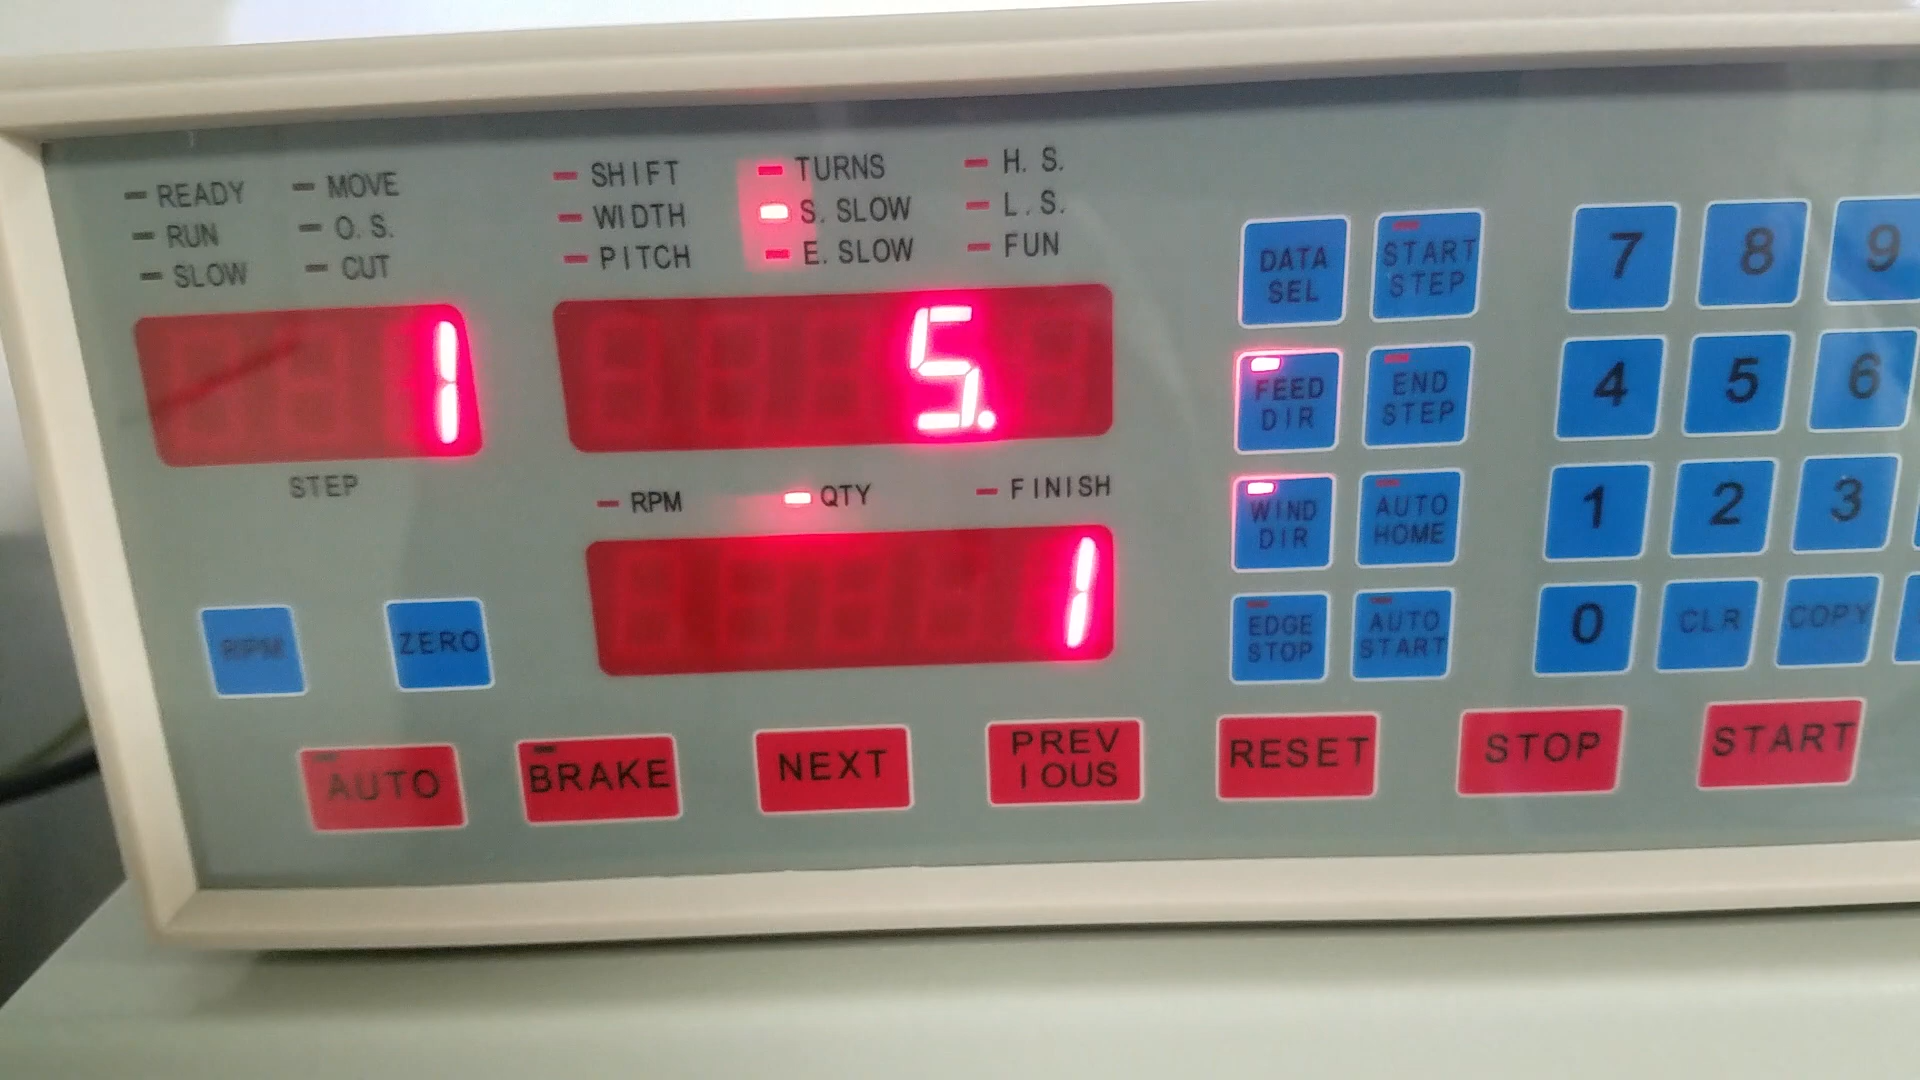 READY MOVE
RUN O. S.
SLOW CUT
SHIFT TURNS H. S.
WIDTH S. SLOW L. S.
PITCH E. SLOW FUN
1
5.
STEP
RPM QTY FINISH
1
RPM ZERO
AUTO BRAKE NEXT PREV
IOUS RESET STOP START
DATA
SEL
START
STEP
FEED
DIR
END
STEP
WIND
DIR
AUTO
HOME
EDGE
STOP
AUTO
START
7 8 9
4 5 6
1 2 3
0 CLR COPY